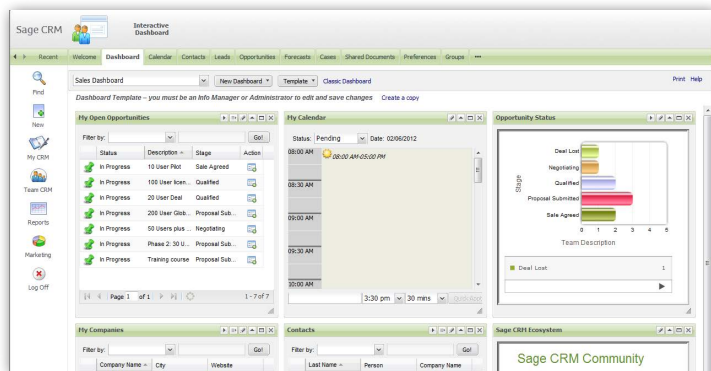 Sage CRM
Interactive
Dashboard
Recent Welcome Dashboard Calendar Contacts Leads Opportunities Forecasts Cases Shared Documents Preferences Groups •••
Find
New
My CRM
Team CRM
Reports
Marketing
Log Off
Sales Dashboard New Dashboard Template Classic Dashboard Print Help
Dashboard Template – you must be an Info Manager or Administrator to edit and save changes Create a copy
My Open Opportunities
Filter by: Go!
Status Description Stage Action
In Progress 10 User Pilot Sale Agreed
In Progress 100 User licen... Qualified
In Progress 20 User Deal Qualified
In Progress 200 User Glob... Proposal Sub...
In Progress 50 Users plus ... Negotiating
In Progress Phase 2: 30 U... Proposal Sub...
In Progress Training course Proposal Sub...
Page 1 of 1 1 - 7 of 7
My Calendar
Status: Pending Date: 02/06/2012
08:00 AM 08:00 AM-05:00 PM
08:30 AM
09:00 AM
09:30 AM
10:00 AM
3:30 pm 30 mins
Opportunity Status
Stage
Deal Lost
Negotiating
Qualified
Proposal Submitted
Sale Agreed
0 1 2 3 4 5
Team Description
Deal Lost 1
My Companies
Filter by: Go!
Company Name City Website
Contacts
Filter by: Go!
Last Name Person Company Name
Sage CRM Ecosystem
Sage CRM Community